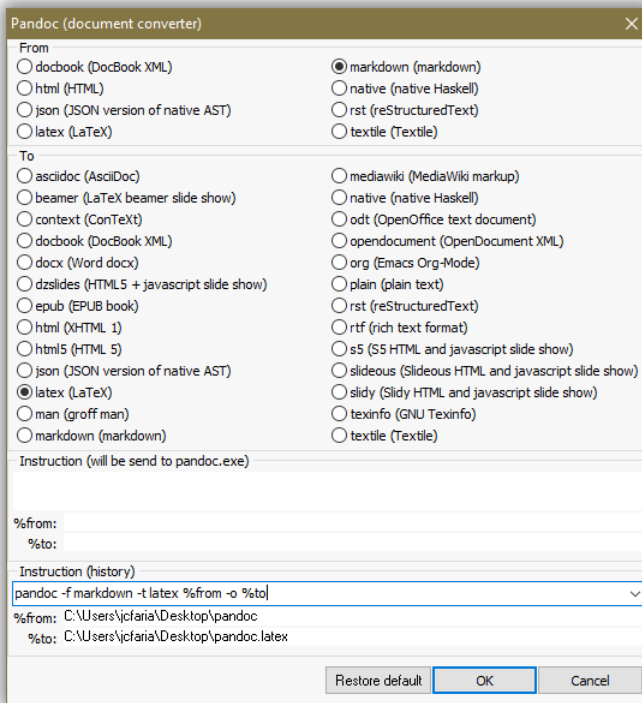 Pandoc (document converter)
From
docbook (DocBook XML)
html (HTML)
json (JSON version of native AST)
latex (LaTeX)
markdown (markdown)
native (native Haskell)
rst (reStructuredText)
textile (Textile)
To
asciidoc (AsciiDoc)
beamer (LaTeX beamer slide show)
context (ConTeXt)
docbook (DocBook XML)
docx (Word docx)
dzslides (HTML5 + javascript slide show)
epub (EPUB book)
html (XHTML 1)
html5 (HTML 5)
json (JSON version of native AST)
latex (LaTeX)
man (groff man)
markdown (markdown)
mediawiki (MediaWiki markup)
native (native Haskell)
odt (OpenOffice text document)
opendocument (OpenDocument XML)
org (Emacs Org-Mode)
plain (plain text)
rst (reStructuredText)
rtf (rich text format)
s5 (S5 HTML and javascript slide show)
slideous (Slideous HTML and javascript slide show)
slidy (Slidy HTML and javascript slide show)
texinfo (GNU Texinfo)
textile (Textile)
Instruction (will be send to pandoc.exe)
%from:
%to:
Instruction (history)
pandoc -f markdown -t latex %from -o %to
%from: C:\Users\jcfaria\Desktop\pandoc
%to: C:\Users\jcfaria\Desktop\pandoc.latex
Restore default OK Cancel